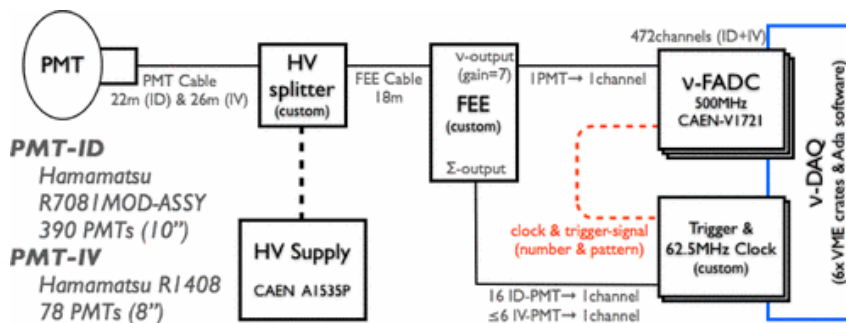 PMT
PMT Cable
22m (ID) & 26m (IV)
HV
splitter
(custom)
FEE Cable
18m
ν-output
(gain=7)
FEE
(custom)
Σ-output
1PMT→ 1channel
472channels (ID+IV)
ν-FADC
500MHz
CAEN-V1721
ν-DAQ
(6x VME crates & Ada software)
PMT-ID
Hamamatsu
R7081MOD-ASSY
390 PMTs (10")
PMT-IV
Hamamatsu R1408
78 PMTs (8")
HV Supply
CAEN A1535P
clock & trigger-signal
(number & pattern)
Trigger &
62.5MHz Clock
(custom)
16 ID-PMT→ 1channel
≤6 IV-PMT→ 1channel